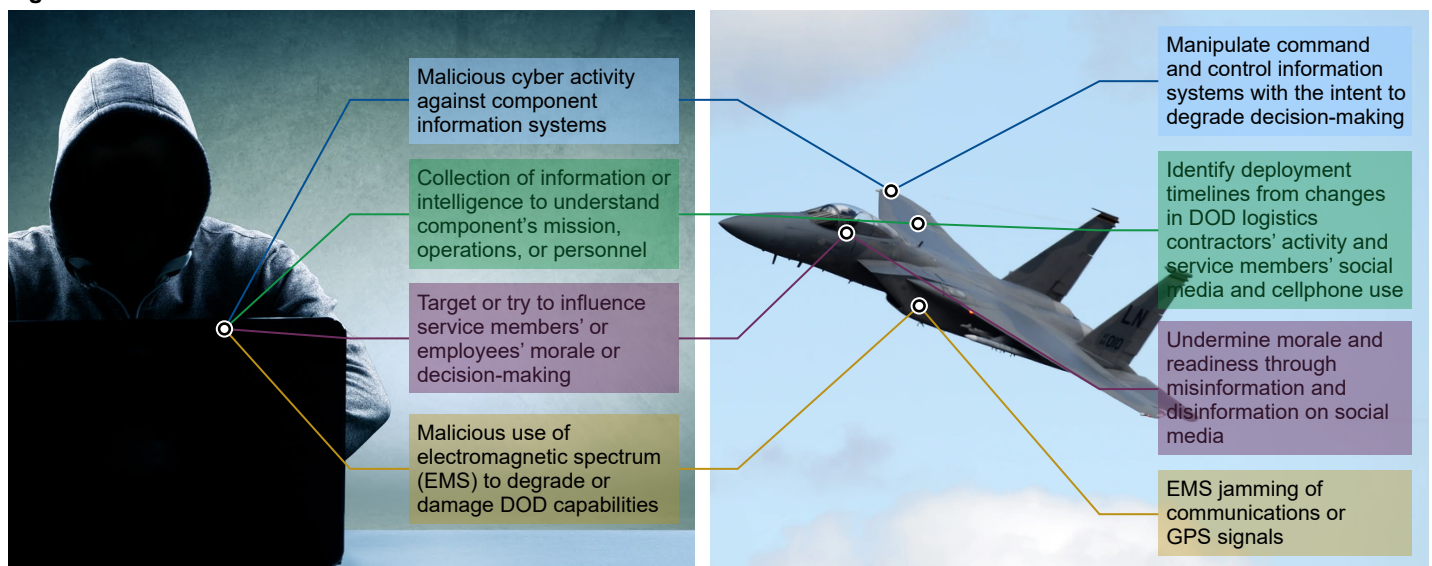 Malicious cyber activity
against component
information systems
Collection of information or
intelligence to understand
component's mission,
operations, or personnel
Target or try to influence
service members' or
employees' morale or
decision-making
Malicious use of
electromagnetic spectrum
(EMS) to degrade or
damage DOD capabilities
Manipulate command
and control information
systems with the intent to
degrade decision-making
Identify deployment
timelines from changes
in DOD logistics
contractors' activity and
service members' social
media and cellphone use
Undermine morale and
readiness through
misinformation and
disinformation on social
media
EMS jamming of
communications or
GPS signals
LN
010